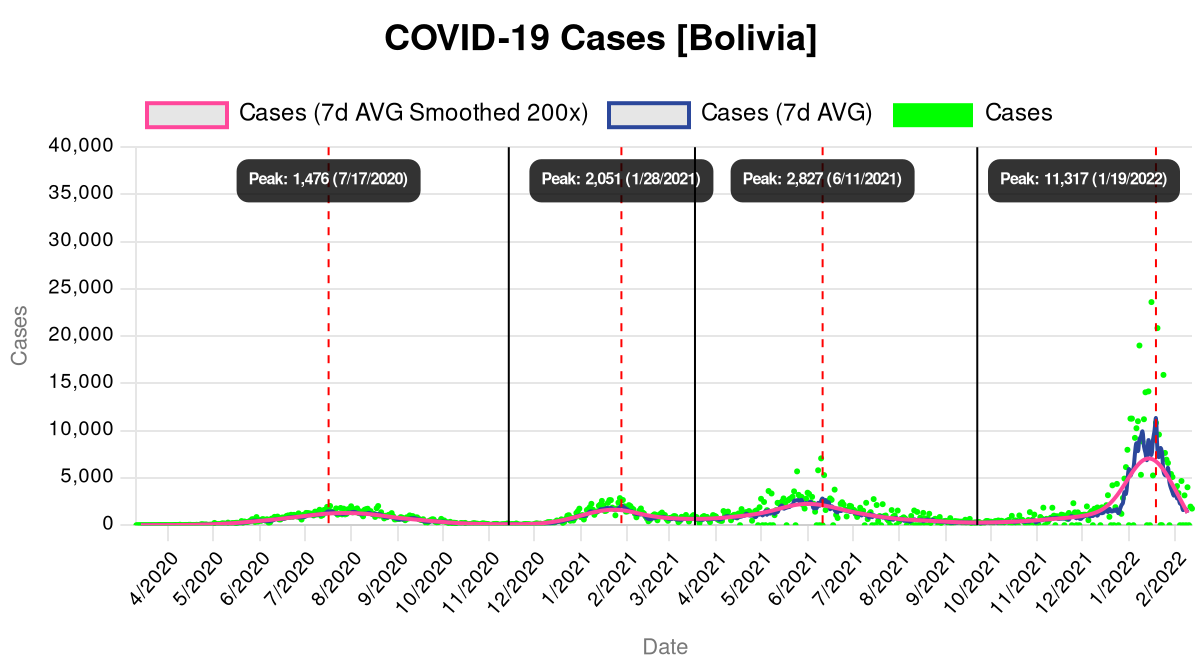 COVID-19 Cases [Bolivia]
Cases (7d AVG Smoothed 200x) Cases (7d AVG) Cases
40,000
Peak: 1,476 (7/17/2020) Peak: 2,051 (1/28/2021) Peak: 2,827 (6/11/2021) Peak: 11,317 (1/19/2022)
35,000
30,000
25,000
20,000
15,000
10,000
5,000
0
Cases
4/2020 5/2020 6/2020 7/2020 8/2020 9/2020 10/2020 11/2020 12/2020 1/2021 2/2021 3/2021 4/2021 5/2021 6/2021 7/2021 8/2021 9/2021 10/2021 11/2021 12/2021 1/2022 2/2022
Date